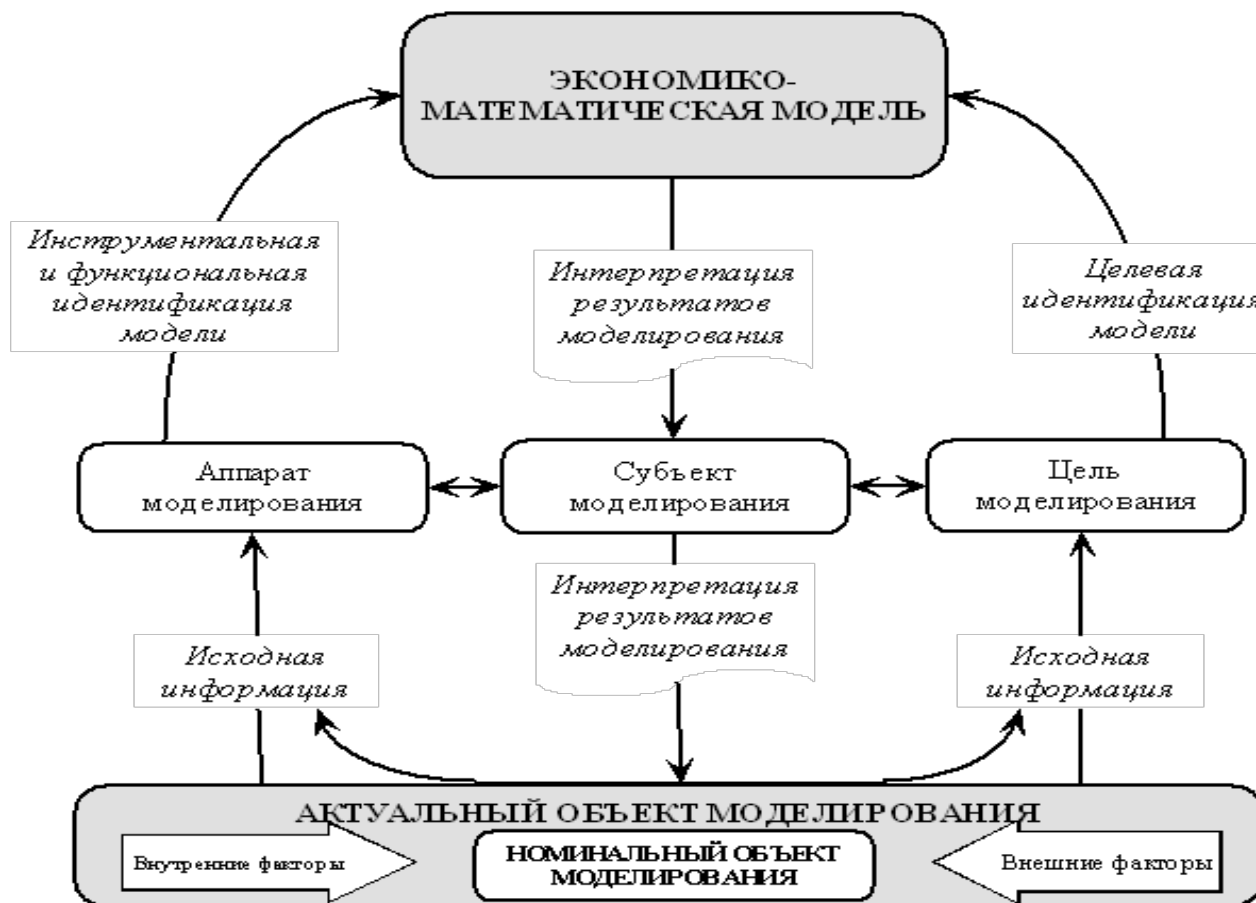 ЭКОНОМИКО-
МАТЕМАТИЧЕСКАЯ МОДЕЛЬ
Инструментальная
и функциональная
идентификация
модели
Интерпретация
результатов
моделирования
Целевая
идентификация
модели
Аппарат
моделирования
Субъект
моделирования
Цель
моделирования
Исходная
информация
Интерпретация
результатов
моделирования
Исходная
информация
АКТУАЛЬНЫЙ ОБЪЕКТ МОДЕЛИРОВАНИЯ
Внутренние факторы
НОМИНАЛЬНЫЙ ОБЪЕКТ
МОДЕЛИРОВАНИЯ
Внешние факторы